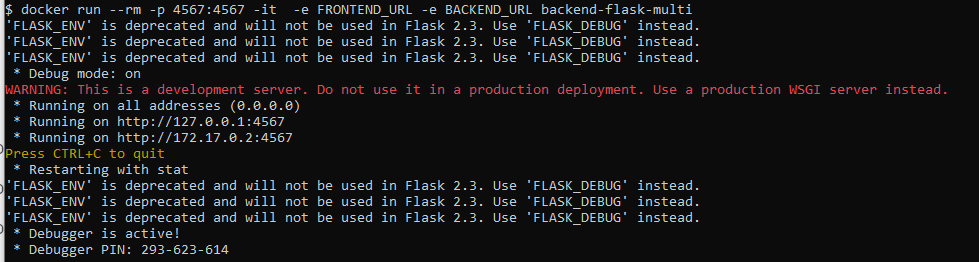 $ docker run --rm -p 4567:4567 -it  -e FRONTEND_URL -e BACKEND_URL backend-flask-multi
'FLASK_ENV' is deprecated and will not be used in Flask 2.3. Use 'FLASK_DEBUG' instead.
'FLASK_ENV' is deprecated and will not be used in Flask 2.3. Use 'FLASK_DEBUG' instead.
'FLASK_ENV' is deprecated and will not be used in Flask 2.3. Use 'FLASK_DEBUG' instead.
 * Debug mode: on
WARNING: This is a development server. Do not use it in a production deployment. Use a production WSGI server instead.
 * Running on all addresses (0.0.0.0)
 * Running on http://127.0.0.1:4567
 * Running on http://172.17.0.2:4567
Press CTRL+C to quit
 * Restarting with stat
'FLASK_ENV' is deprecated and will not be used in Flask 2.3. Use 'FLASK_DEBUG' instead.
'FLASK_ENV' is deprecated and will not be used in Flask 2.3. Use 'FLASK_DEBUG' instead.
'FLASK_ENV' is deprecated and will not be used in Flask 2.3. Use 'FLASK_DEBUG' instead.
 * Debugger is active!
 * Debugger PIN: 293-623-614